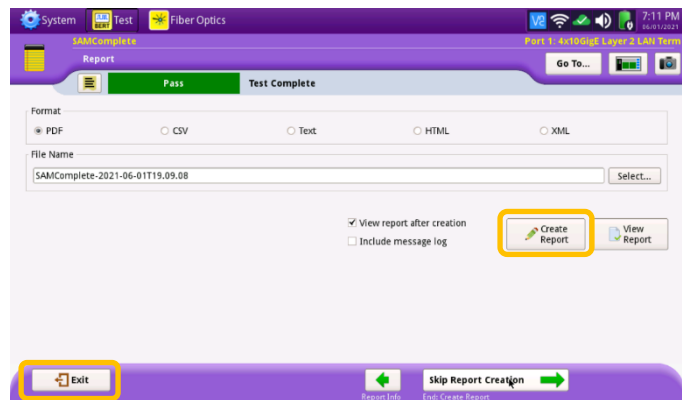 System Test Fiber Optics 7:11 PM
06/01/2021
SAMComplete Port 1: 4x10GigE Layer 2 LAN Term
Report Go To...
Pass Test Complete
Format
PDF CSV Text HTML XML
File Name
SAMComplete-2021-06-01T19.09.08 Select...
View report after creation
Include message log
Create Report
View Report
Exit Skip Report Creation
Report Info End: Create Report